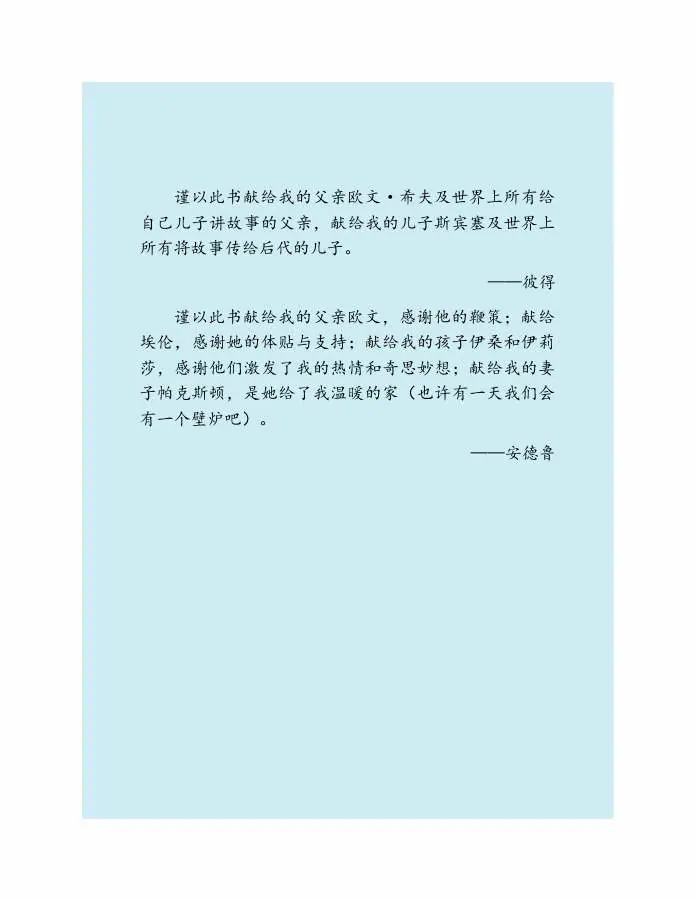 谨以此书献给我的父亲欧文·希夫及世界上所有给
自己儿子讲故事的父亲，献给我的儿子斯宾塞及世界上
所有将故事传给后代的儿子。
——彼得
谨以此书献给我的父亲欧文，感谢他的鞭策；献给
埃伦，感谢她的体贴与支持；献给我的孩子伊桑和伊莉
莎，感谢他们激发了我的热情和奇思妙想；献给我的妻
子帕克斯顿，是她给了我温暖的家（也许有一天我们会
有一个壁炉吧）。
——安德鲁